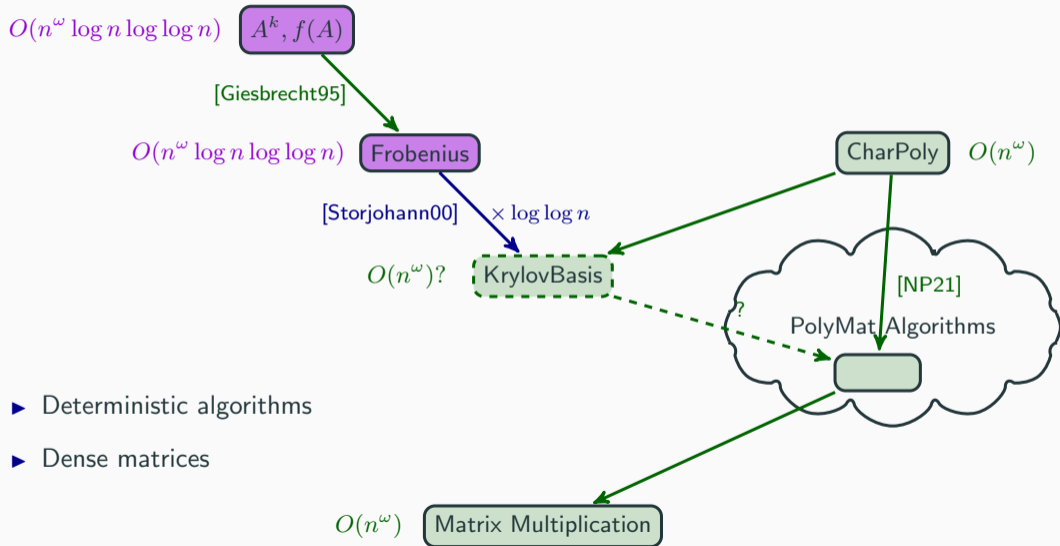 O(n^ω log n log log n) A^k, f(A)
[Giesbrecht95]
O(n^ω log n log log n) Frobenius CharPoly O(n^ω)
[Storjohann00] × log log n
O(n^ω)? KrylovBasis [NP21]
?
PolyMat Algorithms
► Deterministic algorithms
► Dense matrices
O(n^ω) Matrix Multiplication